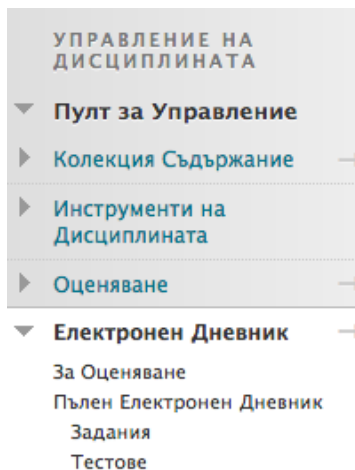 УПРАВЛЕНИЕ НА
ДИСЦИПЛИНАТА
Пулт за Управление
Колекция Съдържание
Инструменти на
Дисциплината
Оценяване
Електронен Дневник
За Оценяване
Пълен Електронен Дневник
Задания
Тестове